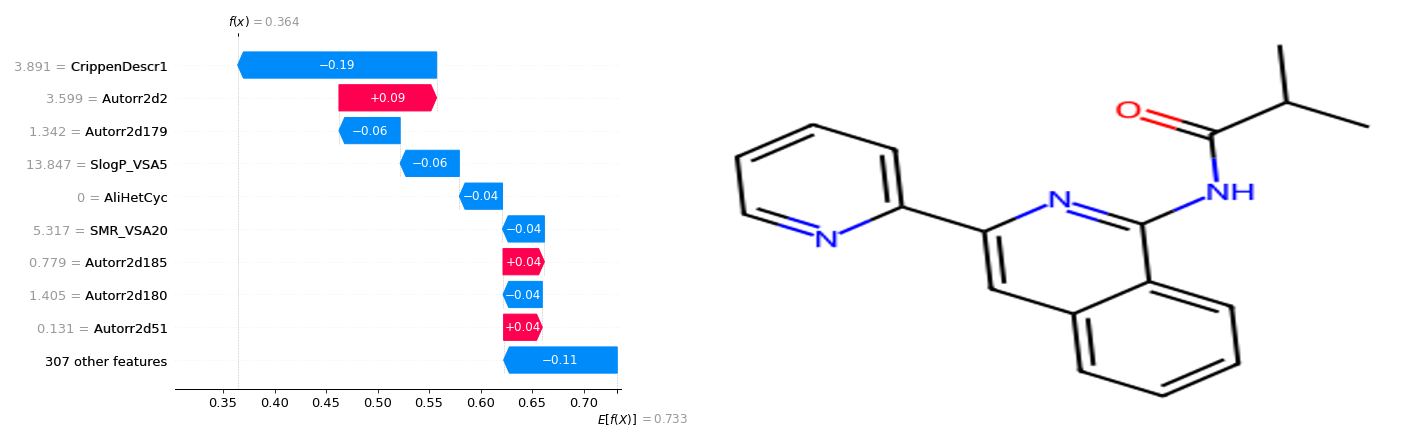 f(x) = 0.364
3.891 = CrippenDescr1
−0.19
3.599 = Autorr2d2
+0.09
1.342 = Autorr2d179
−0.06
13.847 = SlogP_VSA5
−0.06
0 = AliHetCyc
−0.04
5.317 = SMR_VSA20
−0.04
0.779 = Autorr2d185
+0.04
1.405 = Autorr2d180
−0.04
0.131 = Autorr2d51
+0.04
307 other features
−0.11
0.35 0.40 0.45 0.50 0.55 0.60 0.65 0.70
E[f(X)] = 0.733
O
NH
N
N